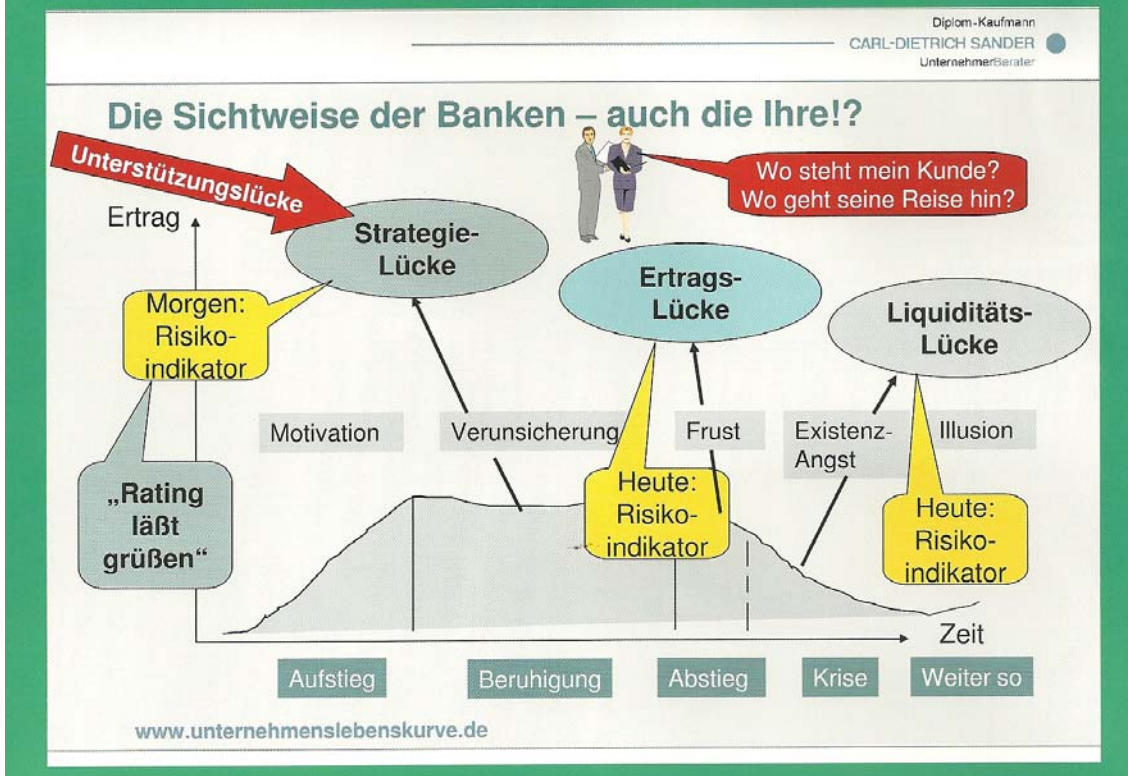 Diplom-Kaufmann
CARL-DIETRICH SANDER
UnternehmerBerater
Die Sichtweise der Banken – auch die Ihre!?
Unterstützungslücke
Wo steht mein Kunde?
Wo geht seine Reise hin?
Ertrag
Strategie-
Lücke
Ertrags-
Lücke
Liquiditäts-
Lücke
Morgen:
Risiko-
indikator
Motivation
Verunsicherung
Frust
Existenz-
Angst
Illusion
„Rating
läßt
grüßen“
Heute:
Risiko-
indikator
Heute:
Risiko-
indikator
Zeit
Aufstieg
Beruhigung
Abstieg
Krise
Weiter so
www.unternehmenslebenskurve.de